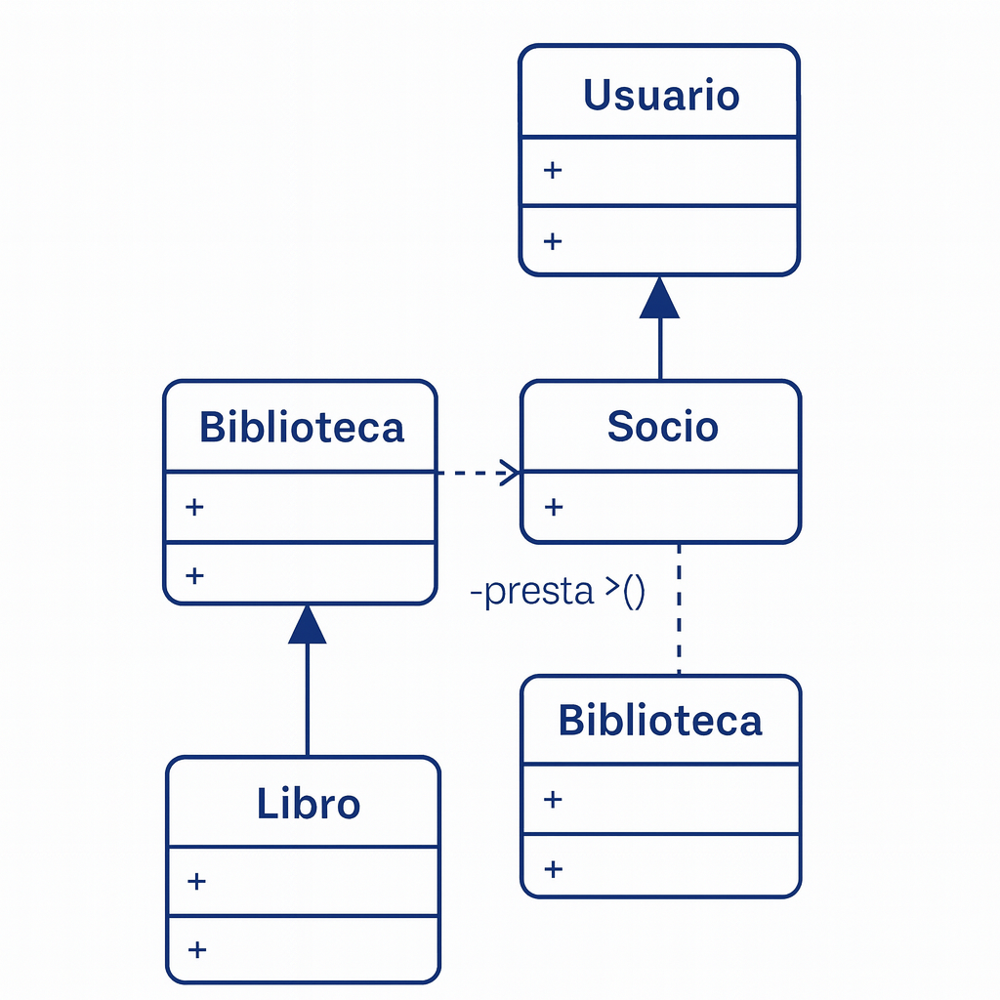 Usuario
+
+
Biblioteca
+
+
Socio
+
-presta >()
Biblioteca
+
+
Libro
+
+